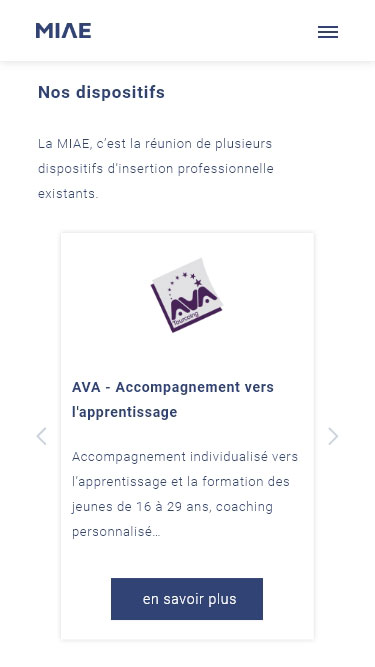 MIAE
Nos dispositifs
La MIAE, c'est la réunion de plusieurs
dispositifs d'insertion professionnelle
existants.
AVA
Tourcoing
AVA - Accompagnement vers
l'apprentissage
Accompagnement individualisé vers
l'apprentissage et la formation des
jeunes de 16 à 29 ans, coaching
personnalisé...
en savoir plus